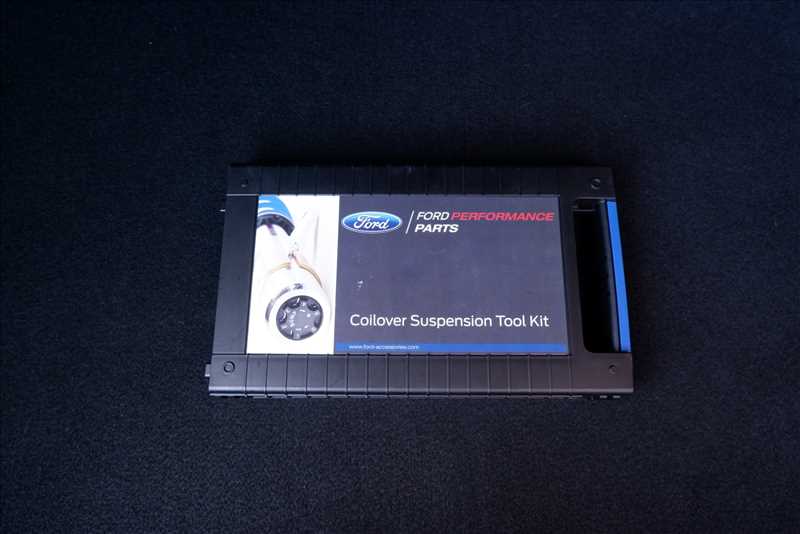 Ford
FORD PERFORMANCE
PARTS
Coilover Suspension Tool Kit
www.ford-accessories.com